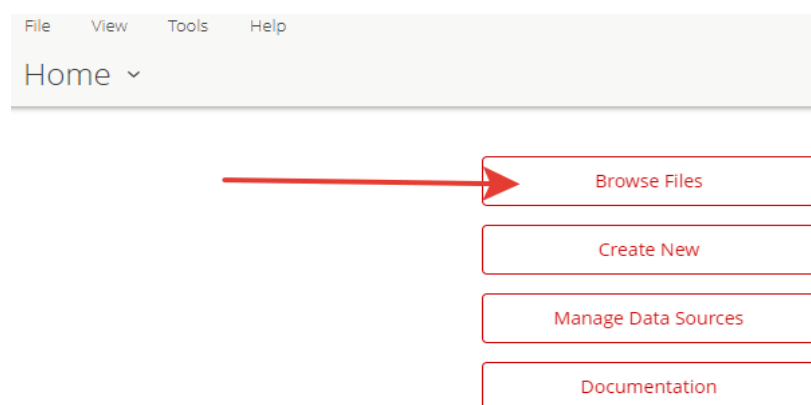 File View Tools Help
Home
Browse Files
Create New
Manage Data Sources
Documentation